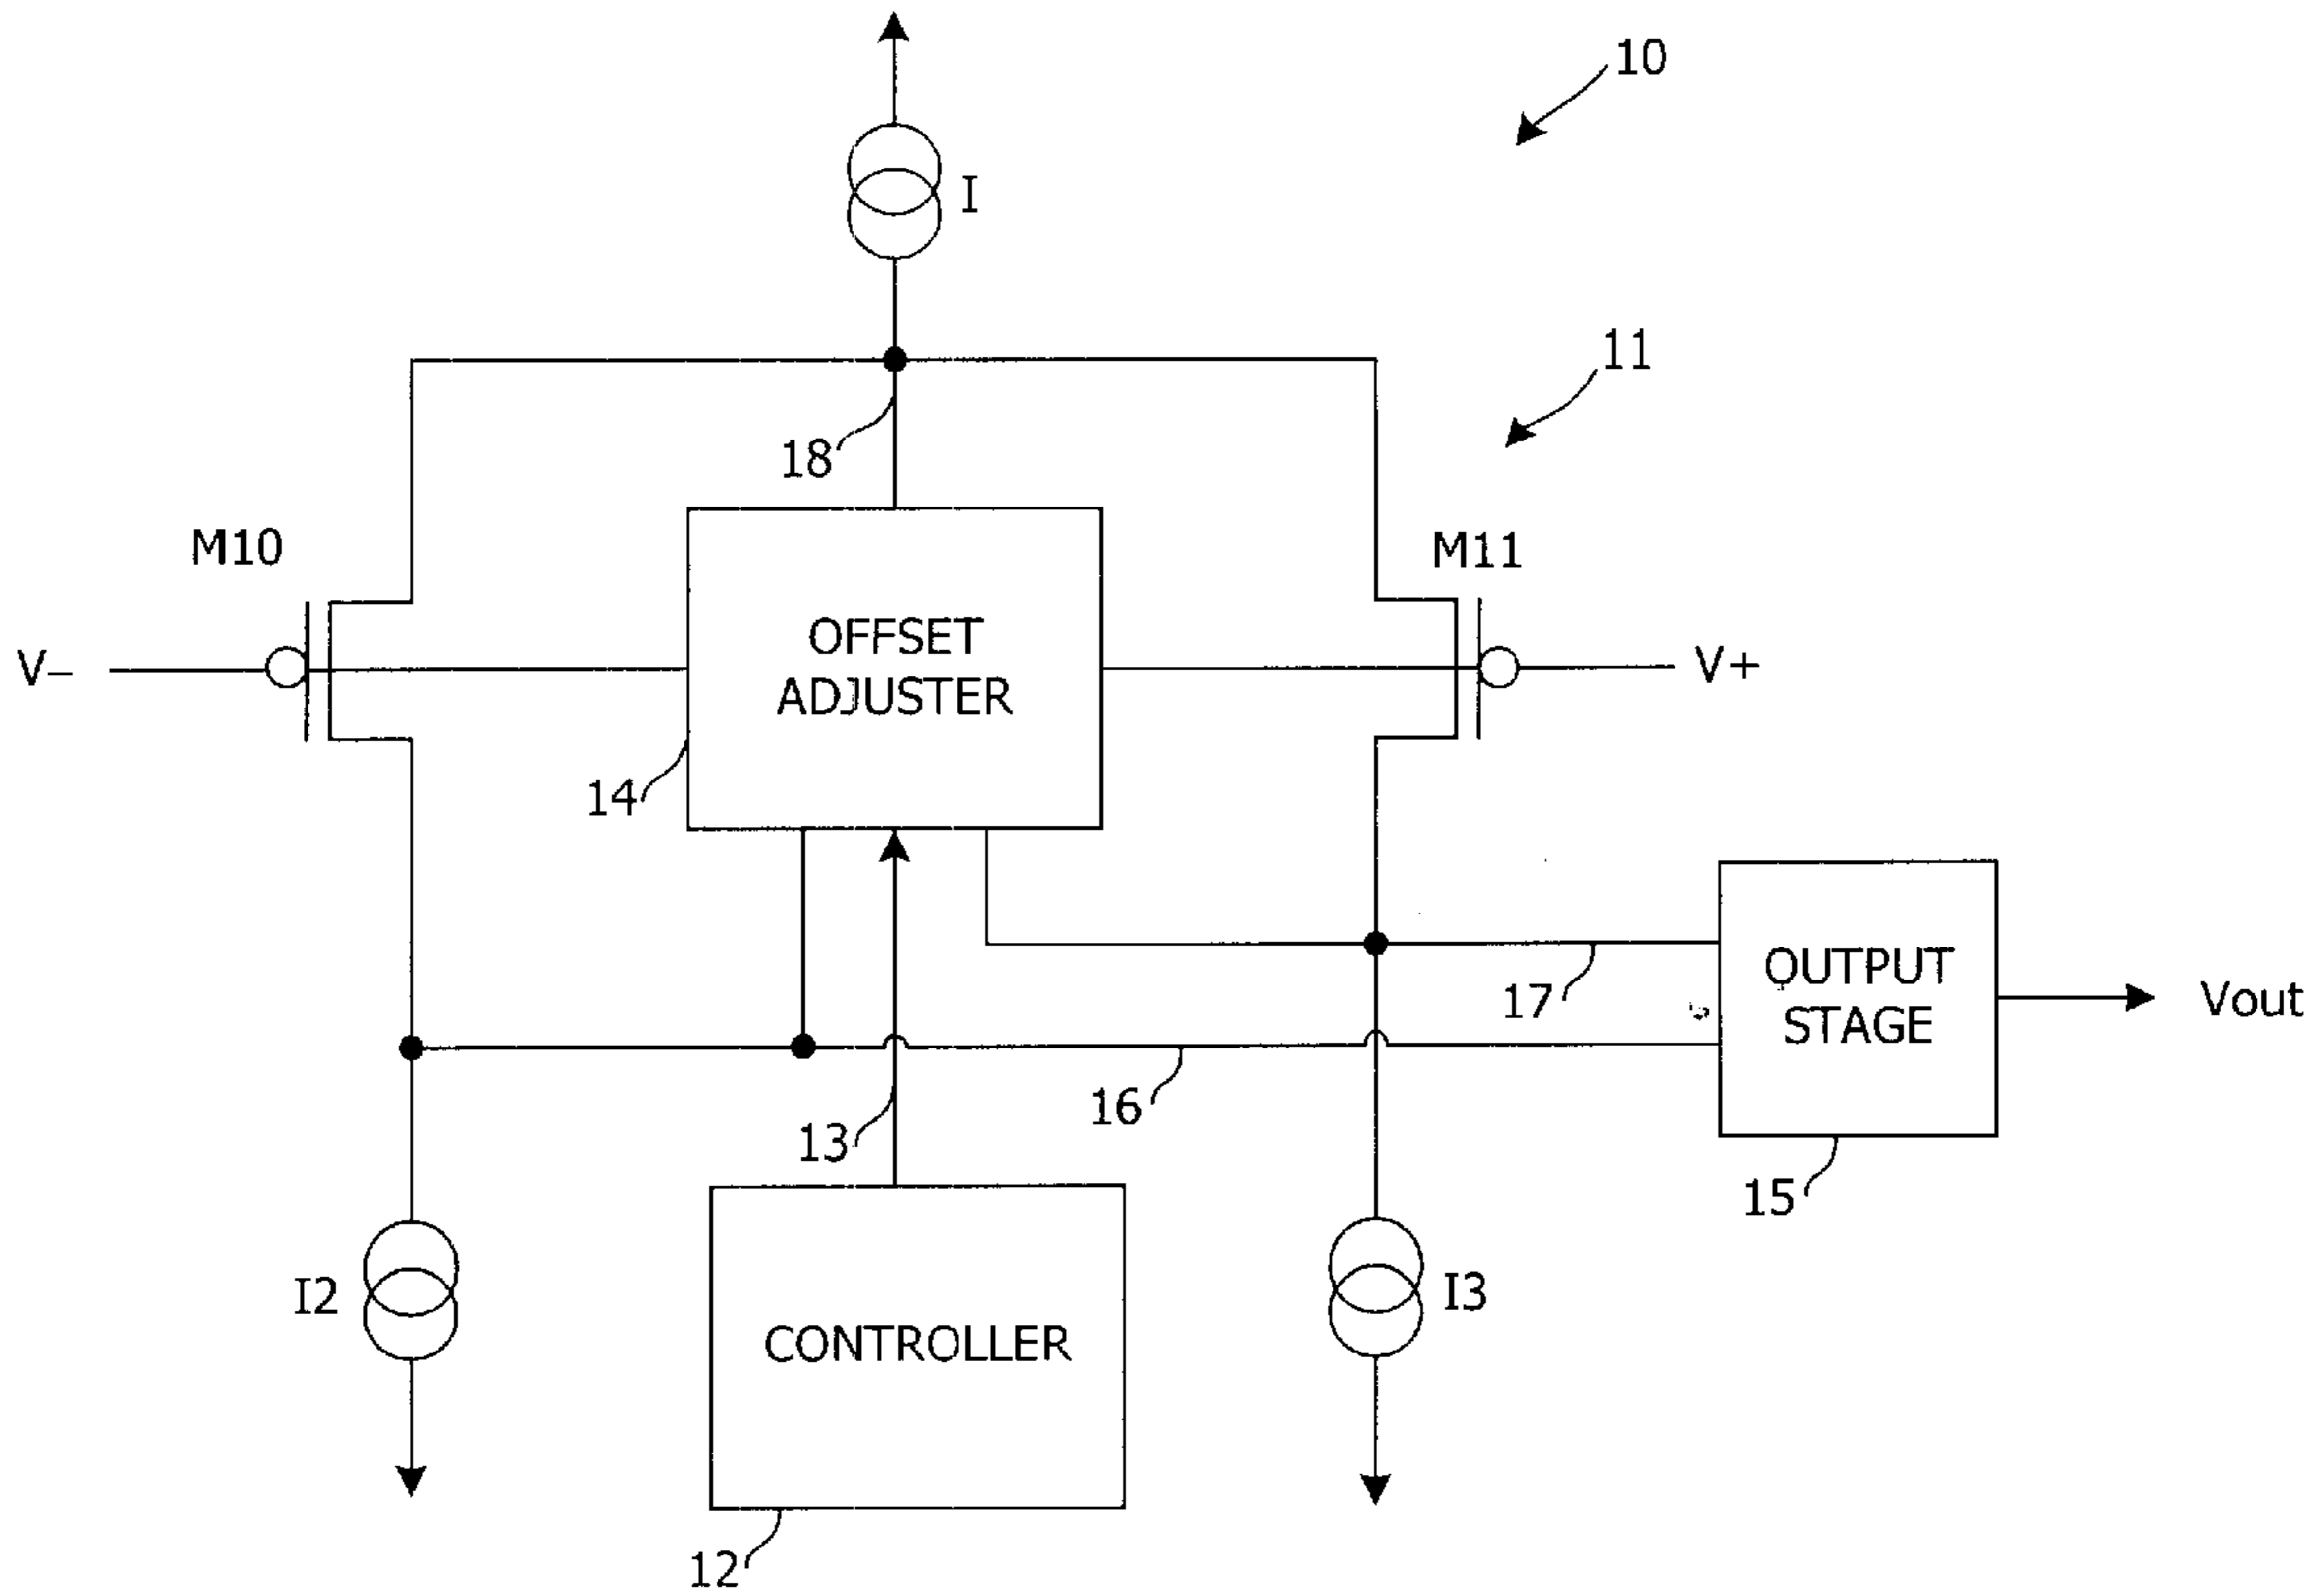 10
I
11
18
M10
M11
OFFSET
ADJUSTER
V–
V+
14
OUTPUT
STAGE
17
Vout
16
13
15
I2
I3
CONTROLLER
12